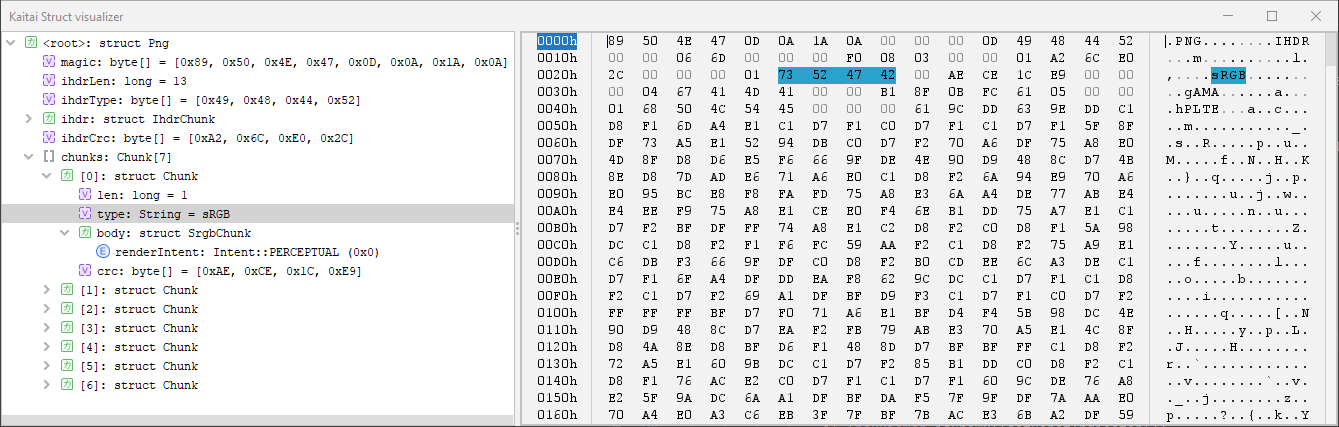 Kaitai Struct visualizer
<root>: struct Png
magic: byte[] = [0x89, 0x50, 0x4E, 0x47, 0x0D, 0x0A, 0x1A, 0x0A]
ihdrLen: long = 13
ihdrType: byte[] = [0x49, 0x48, 0x44, 0x52]
ihdr: struct IhdrChunk
ihdrCrc: byte[] = [0xA2, 0x6C, 0xE0, 0x2C]
chunks: Chunk[7]
[0]: struct Chunk
len: long = 1
type: String = sRGB
body: struct SrgbChunk
renderIntent: Intent::PERCEPTUAL (0x0)
crc: byte[] = [0xAE, 0xCE, 0x1C, 0xE9]
[1]: struct Chunk
[2]: struct Chunk
[3]: struct Chunk
[4]: struct Chunk
[5]: struct Chunk
[6]: struct Chunk
0000h 89 50 4E 47 0D 0A 1A 0A 00 00 00 0D 49 48 44 52 .PNG........IHDR
0010h 00 00 06 6D 00 00 00 F0 08 03 00 00 01 A2 6C E0 ...m..........l.
0020h 2C 00 00 00 01 73 52 47 42 00 AE CE 1C E9 00 00 ,....sRGB.......
0030h 00 04 67 41 4D 41 00 00 B1 8F 0B FC 61 05 00 00 ..gAMA......a...
0040h 01 68 50 4C 54 45 00 00 00 61 9C DD 63 9E DD C1 .hPLTE...a..c...
0050h D8 F1 6D A4 E1 C1 D7 F1 C0 D7 F1 C1 D7 F1 5F 8F ..m..........._.
0060h DF 73 A5 E1 52 94 DB C0 D7 F2 70 A6 DF 75 A8 E0 .s..R.....p..u..
0070h 4D 8F D8 D6 E5 F6 66 9F DE 4E 90 D9 48 8C D7 4B M.....f..N..H..K
0080h 8E D8 7D AD E6 71 A6 E0 C1 D8 F2 6A 94 E9 70 A6 ..}..q.....j..p.
0090h E0 95 BC E8 F8 FA FD 75 A8 E3 6A A4 DE 77 AB E4 .......u..j..w..
00A0h E4 EE F9 75 A8 E1 CE E0 F4 6E B1 DD 75 A7 E1 C1 ...u.....n..u...
00B0h D7 F2 BF DF FF 74 A8 E1 C2 D8 F2 C0 D8 F1 5A 98 .....t........Z.
00C0h DC C1 D8 F2 F1 F6 FC 59 AA F2 C1 D8 F2 75 A9 E1 .......Y.....u..
00D0h C6 DB F3 66 9F DF C0 D8 F2 B0 CD EE 6C A3 DE C1 ...f........l...
00E0h D7 F1 6F A4 DF DD EA F8 62 9C DC C1 D7 F1 C1 D8 ..o.....b.......
00F0h F2 C1 D7 F2 69 A1 DF BF D9 F3 C1 D7 F1 C0 D7 F2 ....i...........
0100h FF FF FF BF D7 F0 71 A6 E1 BF D4 F4 5B 98 DC 4E ......q.....[..N
0110h 90 D9 48 8C D7 EA F2 FB 79 AB E3 70 A5 E1 4C 8F ..H.....y..p..L.
0120h D8 4A 8E D8 BF D6 F1 48 8D D7 BF BF FF C1 D8 F2 .J.....H........
0130h 72 A5 E1 60 9B DC C1 D7 F2 85 B1 DD C0 D8 F2 C1 r..`............
0140h D8 F1 76 AC E2 C0 D7 F1 C1 D7 F1 60 9C DE 76 A8 ..v........`..v.
0150h E2 5F 9A DC 6A A1 DF BF DA F5 7F 9F DF 7A AA E0 ._..j........z..
0160h 70 A4 E0 A3 C6 EB 3F 7F BF 7B AC E3 6B A2 DF 59 p.....?..{..k..Y